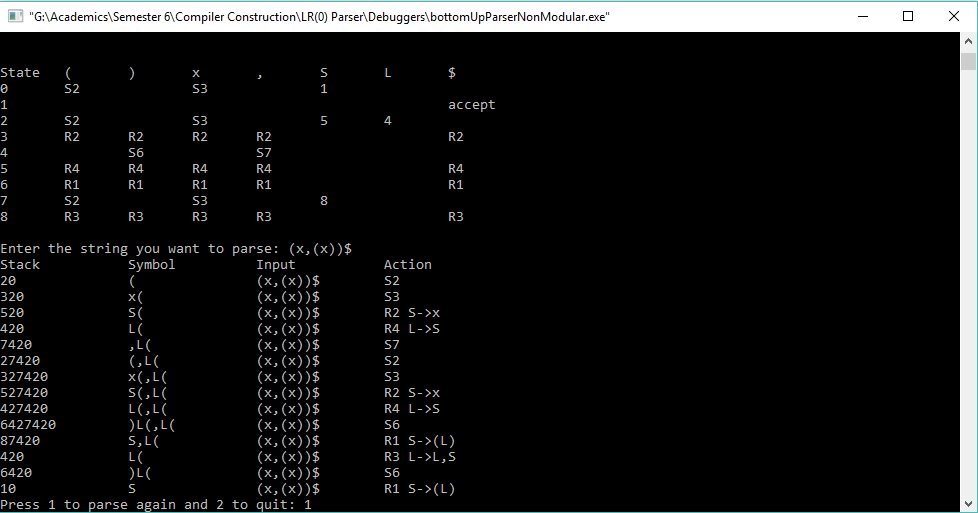 "G:\Academics\Semester 6\Compiler Construction\LR(0) Parser\Debuggers\bottomUpParserNonModular.exe"
State ( ) x , S L $
0 S2 S3 1
1 accept
2 S2 S3 5 4
3 R2 R2 R2 R2 R2
4 S6 S7
5 R4 R4 R4 R4 R4
6 R1 R1 R1 R1 R1
7 S2 S3 8
8 R3 R3 R3 R3 R3
Enter the string you want to parse: (x,(x))$
Stack Symbol Input Action
20 ( (x,(x))$ S2
320 x( (x,(x))$ S3
520 S( (x,(x))$ R2 S->x
420 L( (x,(x))$ R4 L->S
7420 ,L( (x,(x))$ S7
27420 (,L( (x,(x))$ S2
327420 x(,L( (x,(x))$ S3
527420 S(,L( (x,(x))$ R2 S->x
427420 L(,L( (x,(x))$ R4 L->S
6427420 )L(,L( (x,(x))$ S6
87420 S,L( (x,(x))$ R1 S->(L)
420 L( (x,(x))$ R3 L->L,S
6420 )L( (x,(x))$ S6
10 S (x,(x))$ R1 S->(L)
Press 1 to parse again and 2 to quit: 1